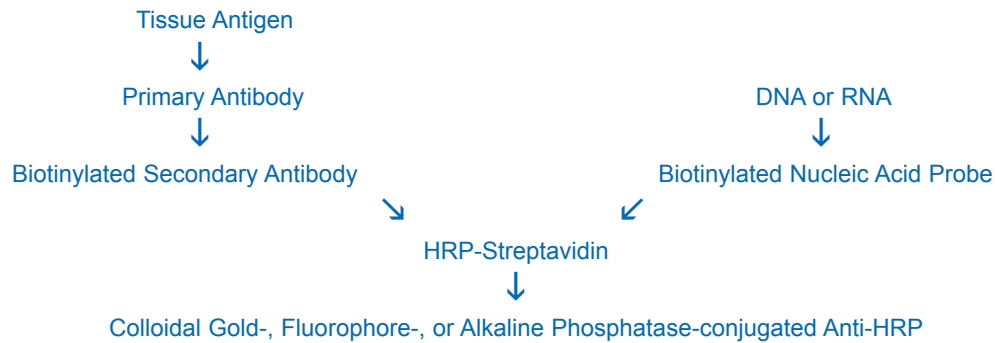 Tissue Antigen
Primary Antibody
DNA or RNA
Biotinylated Secondary Antibody
Biotinylated Nucleic Acid Probe
HRP-Streptavidin
Colloidal Gold-, Fluorophore-, or Alkaline Phosphatase-conjugated Anti-HRP